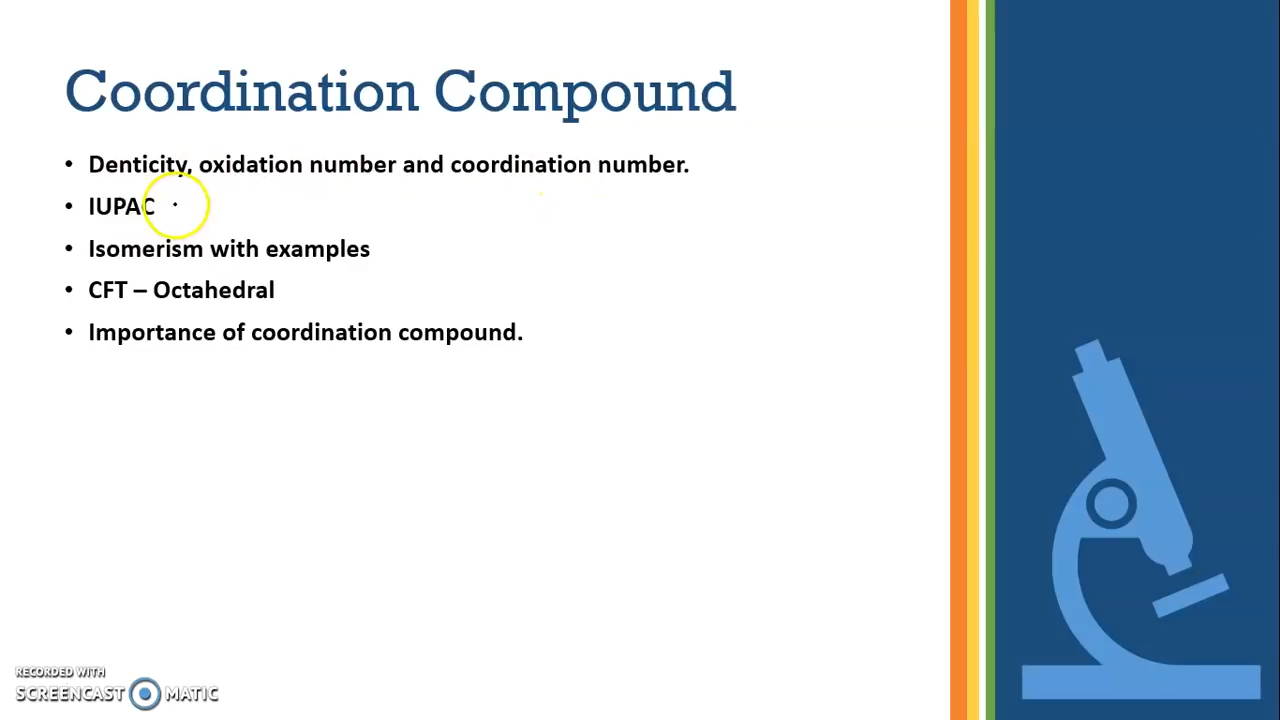 Coordination Compound
• Denticity, oxidation number and coordination number.
• IUPAC
• Isomerism with examples
• CFT – Octahedral
• Importance of coordination compound.
RECORDED WITH
SCREENCAST MATIC